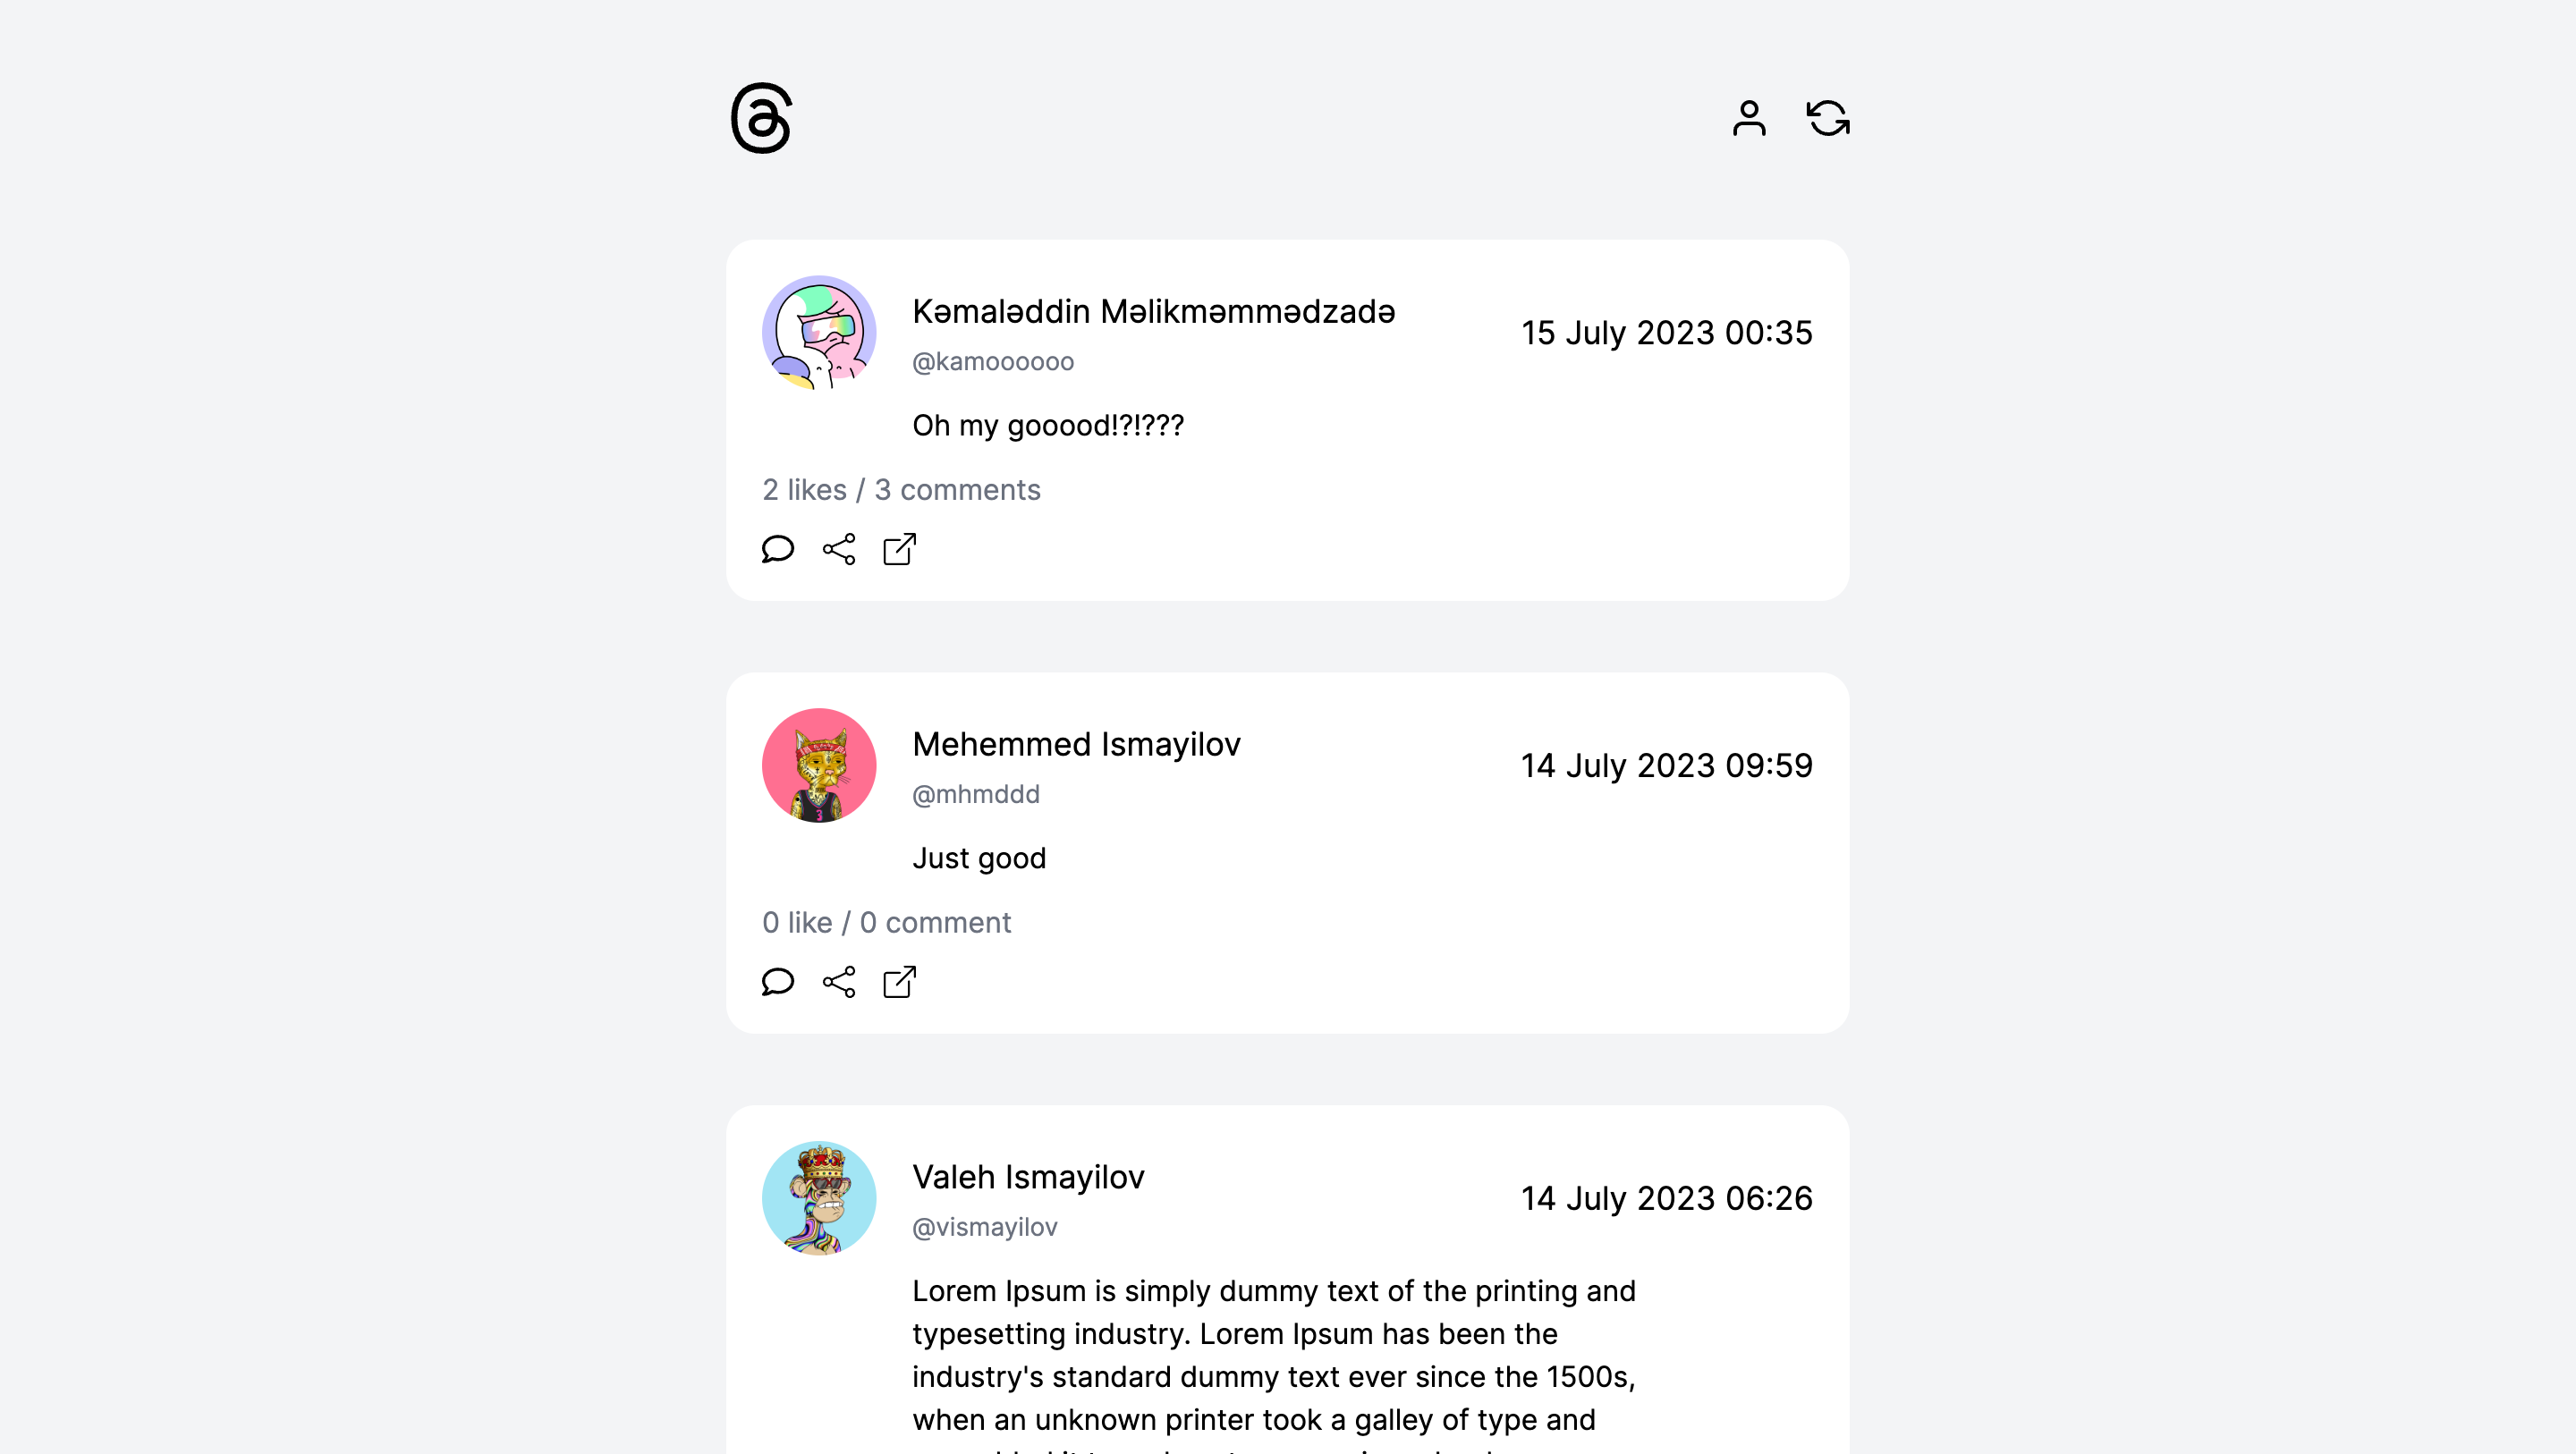 Kəmaləddin Məlikməmmədzadə
15 July 2023 00:35
@kamoooooo
Oh my gooood!?!???
2 likes / 3 comments
Mehemmed Ismayilov
14 July 2023 09:59
@mhmddd
Just good
0 like / 0 comment
Valeh Ismayilov
14 July 2023 06:26
@vismayilov
Lorem Ipsum is simply dummy text of the printing and
typesetting industry. Lorem Ipsum has been the
industry's standard dummy text ever since the 1500s,
when an unknown printer took a galley of type and